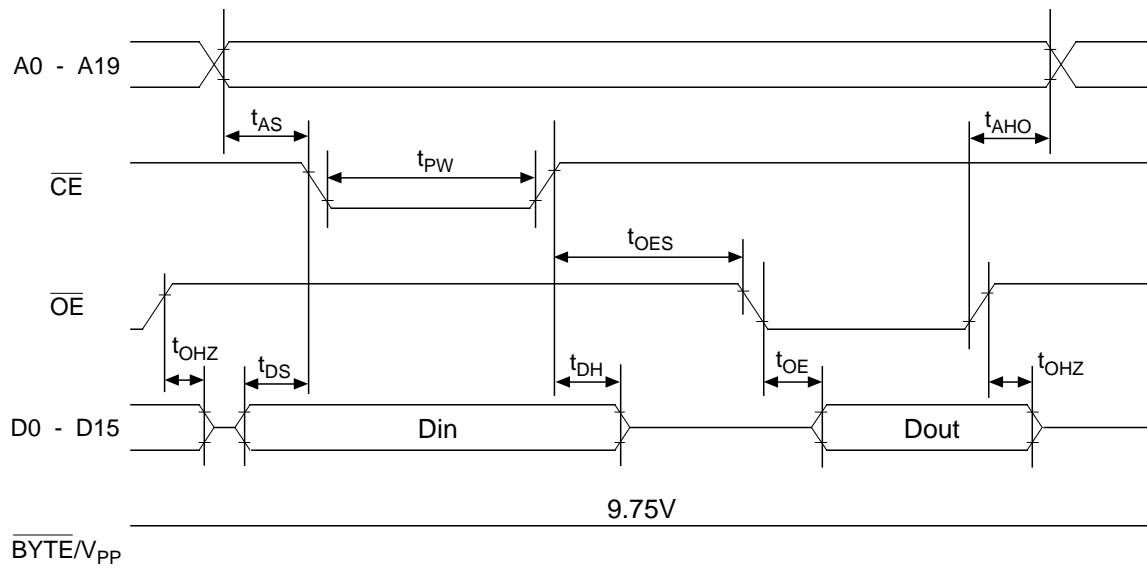 A0 - A19
tAS
tAHO
CE
tPW
tOES
OE
tOHZ
tDS
tDH
tOE
tOHZ
D0 - D15
Din
Dout
9.75V
BYTE/VPP